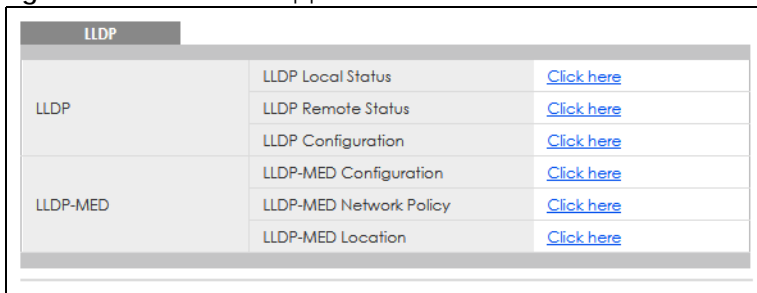 LLDP
LLDP Local Status Click here
LLDP LLDP Remote Status Click here
LLDP Configuration Click here
LLDP-MED Configuration Click here
LLDP-MED LLDP-MED Network Policy Click here
LLDP-MED Location Click here